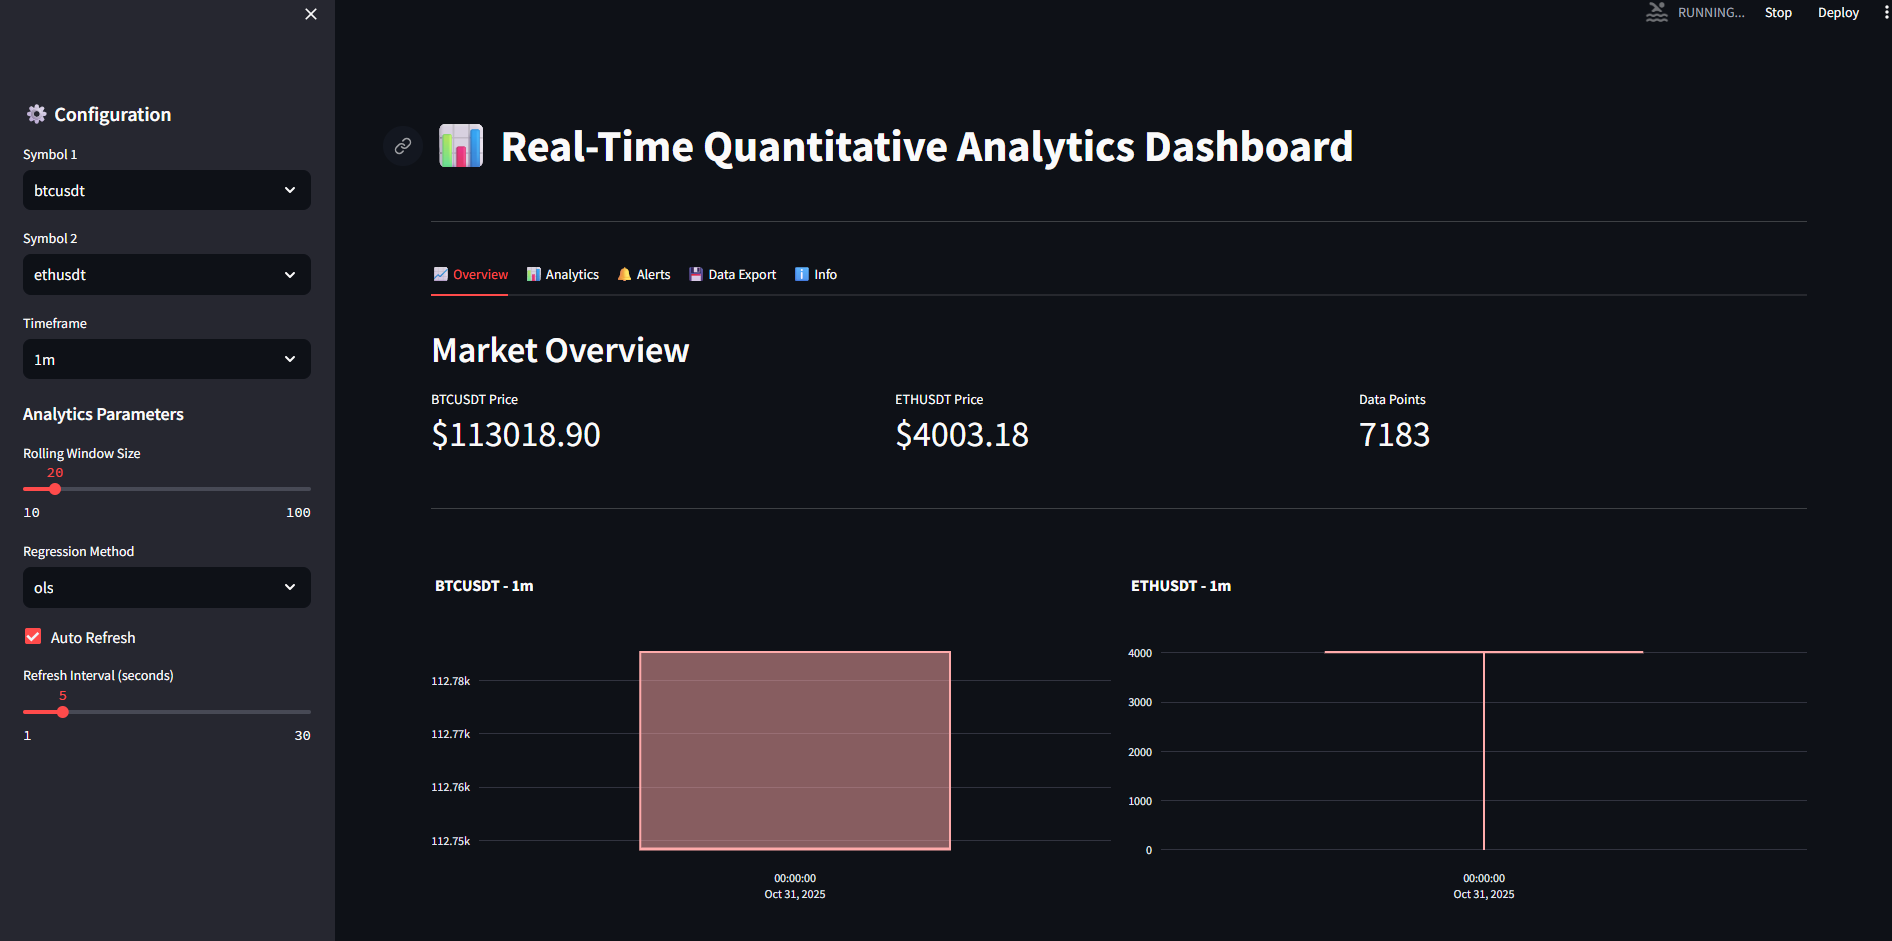 RUNNING...
Stop
Deploy
Configuration
Symbol 1
btcusdt
Symbol 2
ethusdt
Timeframe
1m
Analytics Parameters
Rolling Window Size
20
10
100
Regression Method
ols
Auto Refresh
Refresh Interval (seconds)
5
1
30
Real-Time Quantitative Analytics Dashboard
Overview
Analytics
Alerts
Data Export
Info
Market Overview
BTCUSDT Price
$113018.90
ETHUSDT Price
$4003.18
Data Points
7183
BTCUSDT - 1m
112.78k
112.77k
112.76k
112.75k
00:00:00
Oct 31, 2025
ETHUSDT - 1m
4000
3000
2000
1000
0
00:00:00
Oct 31, 2025